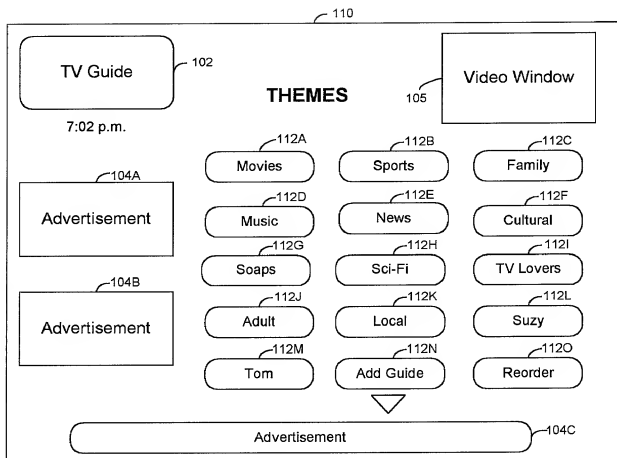 110
TV Guide
102
7:02 p.m.
THEMES
105
Video Window
104A
Advertisement
104B
Advertisement
112A
Movies
112B
Sports
112C
Family
112D
Music
112E
News
112F
Cultural
112G
Soaps
112H
Sci-Fi
112I
TV Lovers
112J
Adult
112K
Local
112L
Suzy
112M
Tom
112N
Add Guide
112O
Reorder
Advertisement
104C